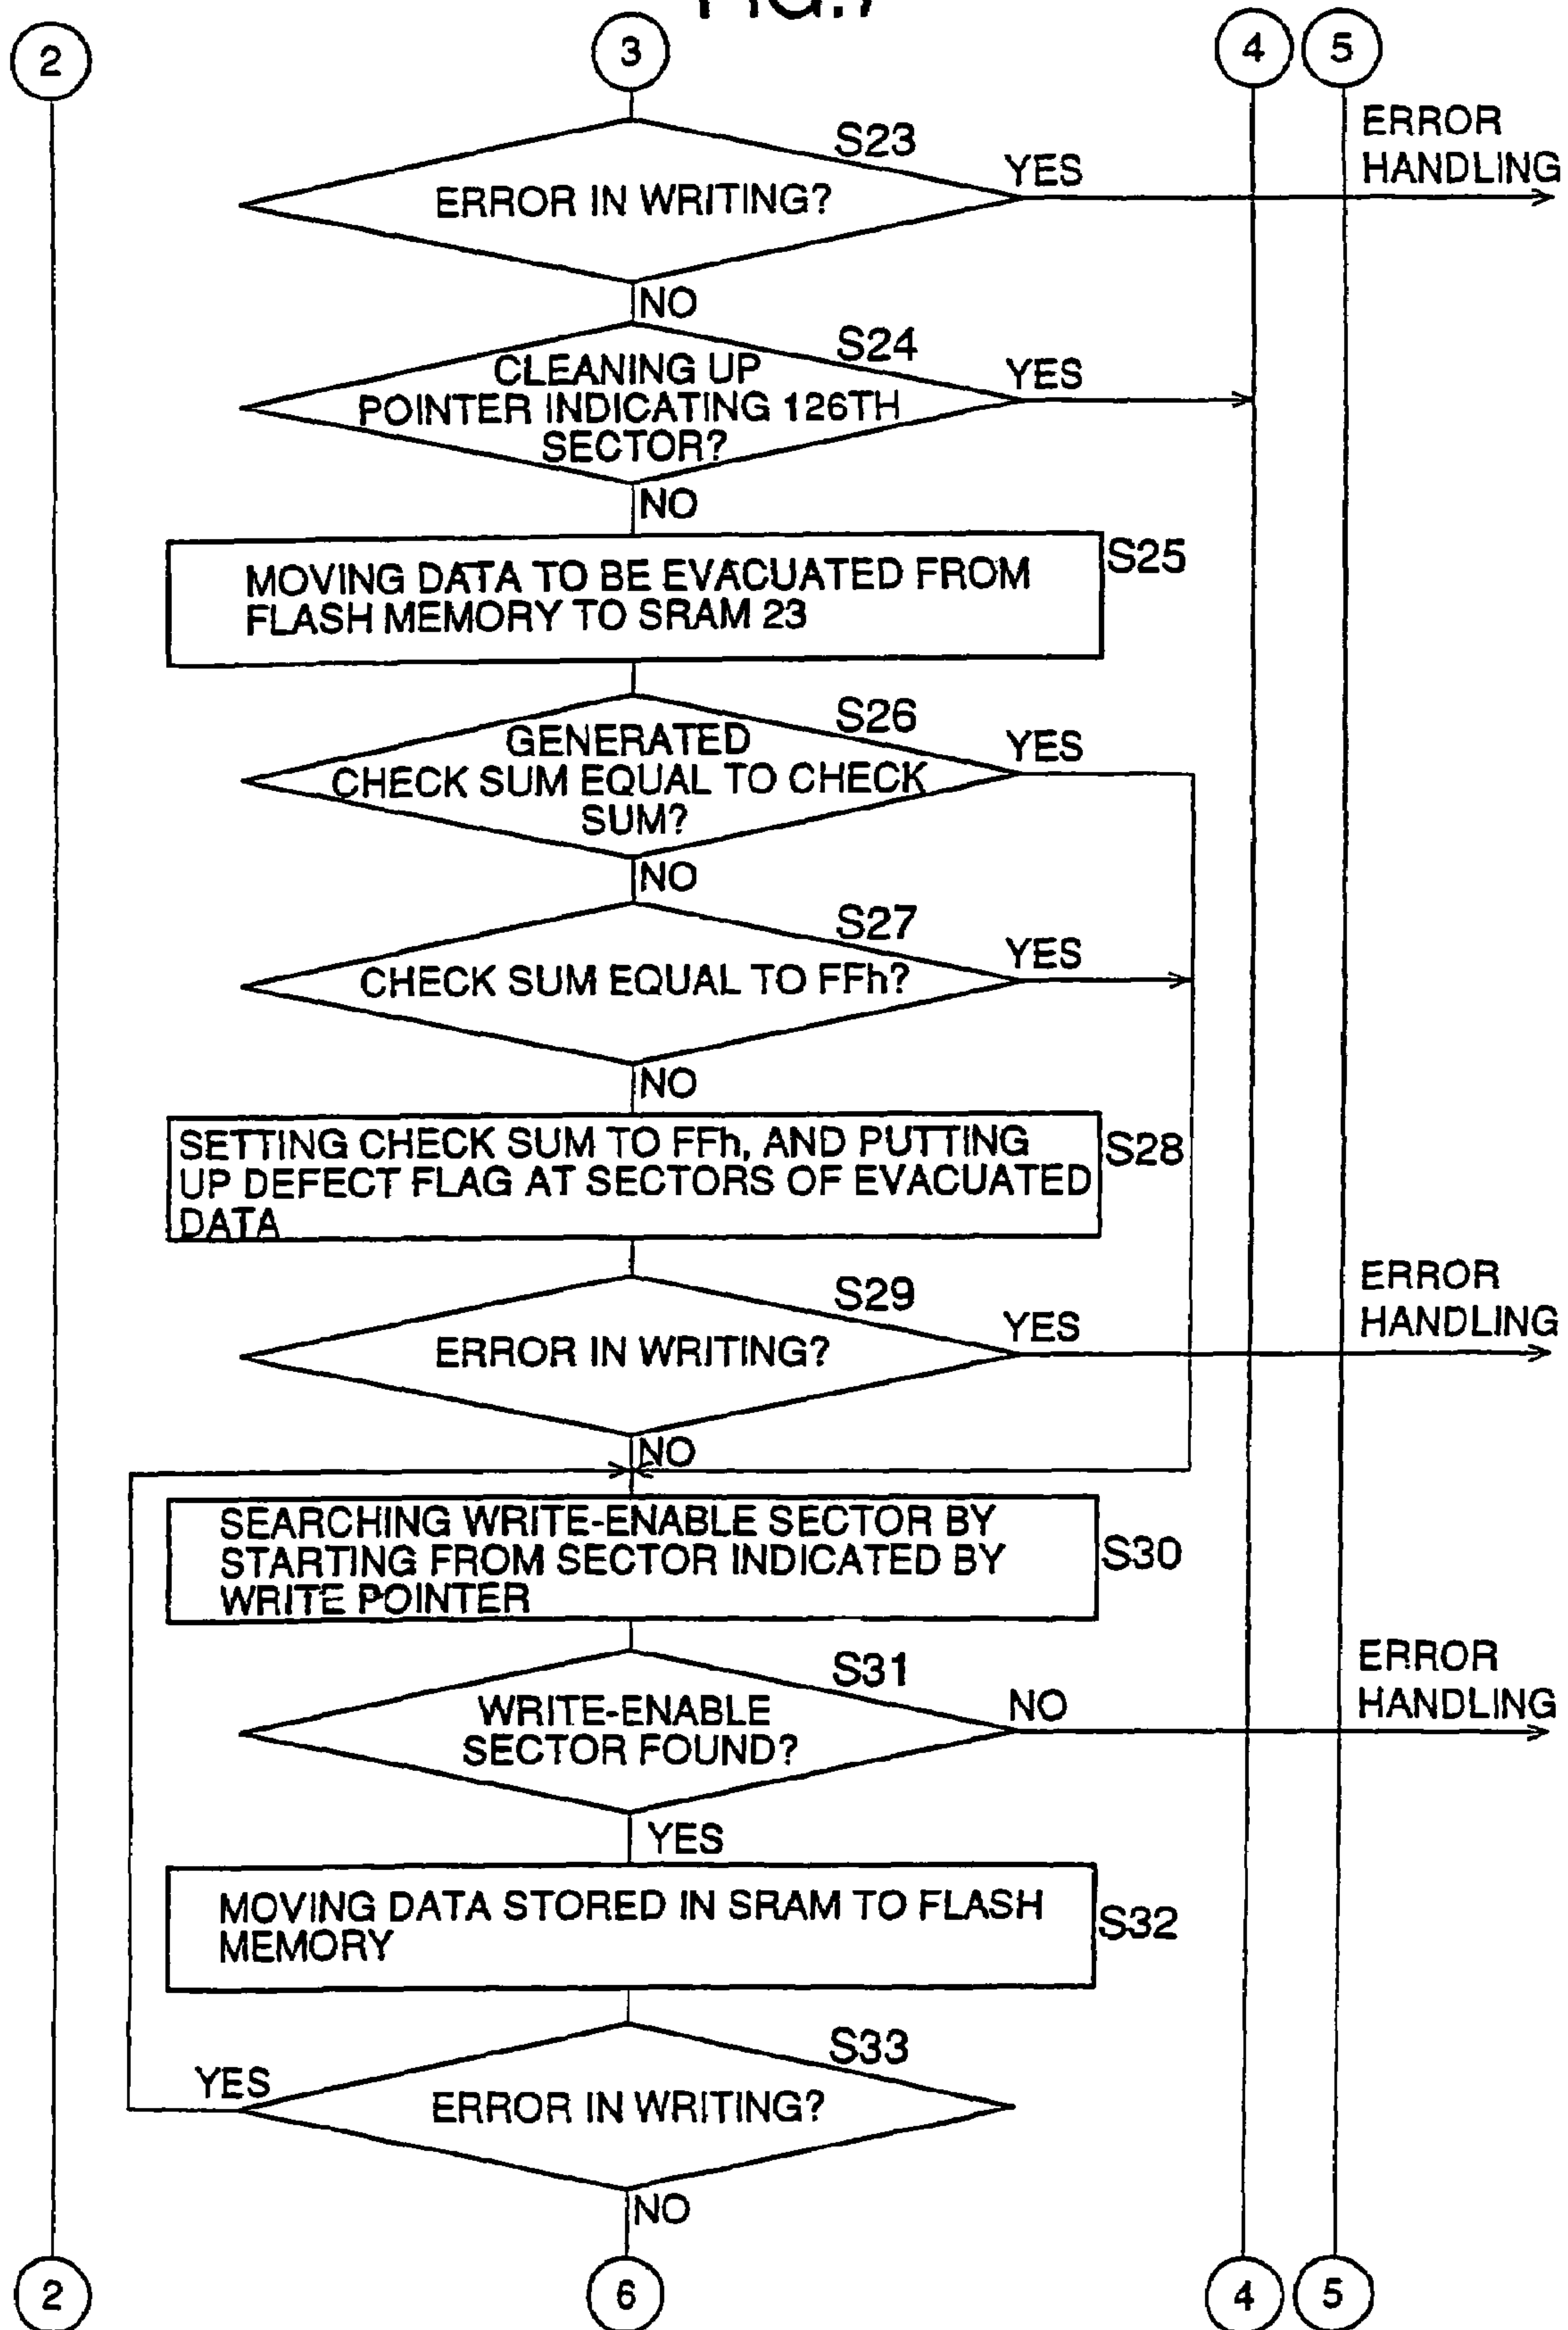 FIG.7
2
3
4
5
S23
ERROR IN WRITING?
YES
ERROR
HANDLING
NO
S24
CLEANING UP
POINTER INDICATING 126TH
SECTOR?
YES
NO
S25
MOVING DATA TO BE EVACUATED FROM
FLASH MEMORY TO SRAM 23
S26
GENERATED
CHECK SUM EQUAL TO CHECK
SUM?
YES
NO
S27
CHECK SUM EQUAL TO FFh?
YES
NO
SETTING CHECK SUM TO FFh, AND PUTTING
UP DEFECT FLAG AT SECTORS OF EVACUATED
DATA
S28
S29
ERROR IN WRITING?
YES
ERROR
HANDLING
NO
SEARCHING WRITE-ENABLE SECTOR BY
STARTING FROM SECTOR INDICATED BY
WRITE POINTER
S30
S31
WRITE-ENABLE
SECTOR FOUND?
NO
ERROR
HANDLING
YES
MOVING DATA STORED IN SRAM TO FLASH
MEMORY
S32
S33
YES
ERROR IN WRITING?
NO
2
6
4
5